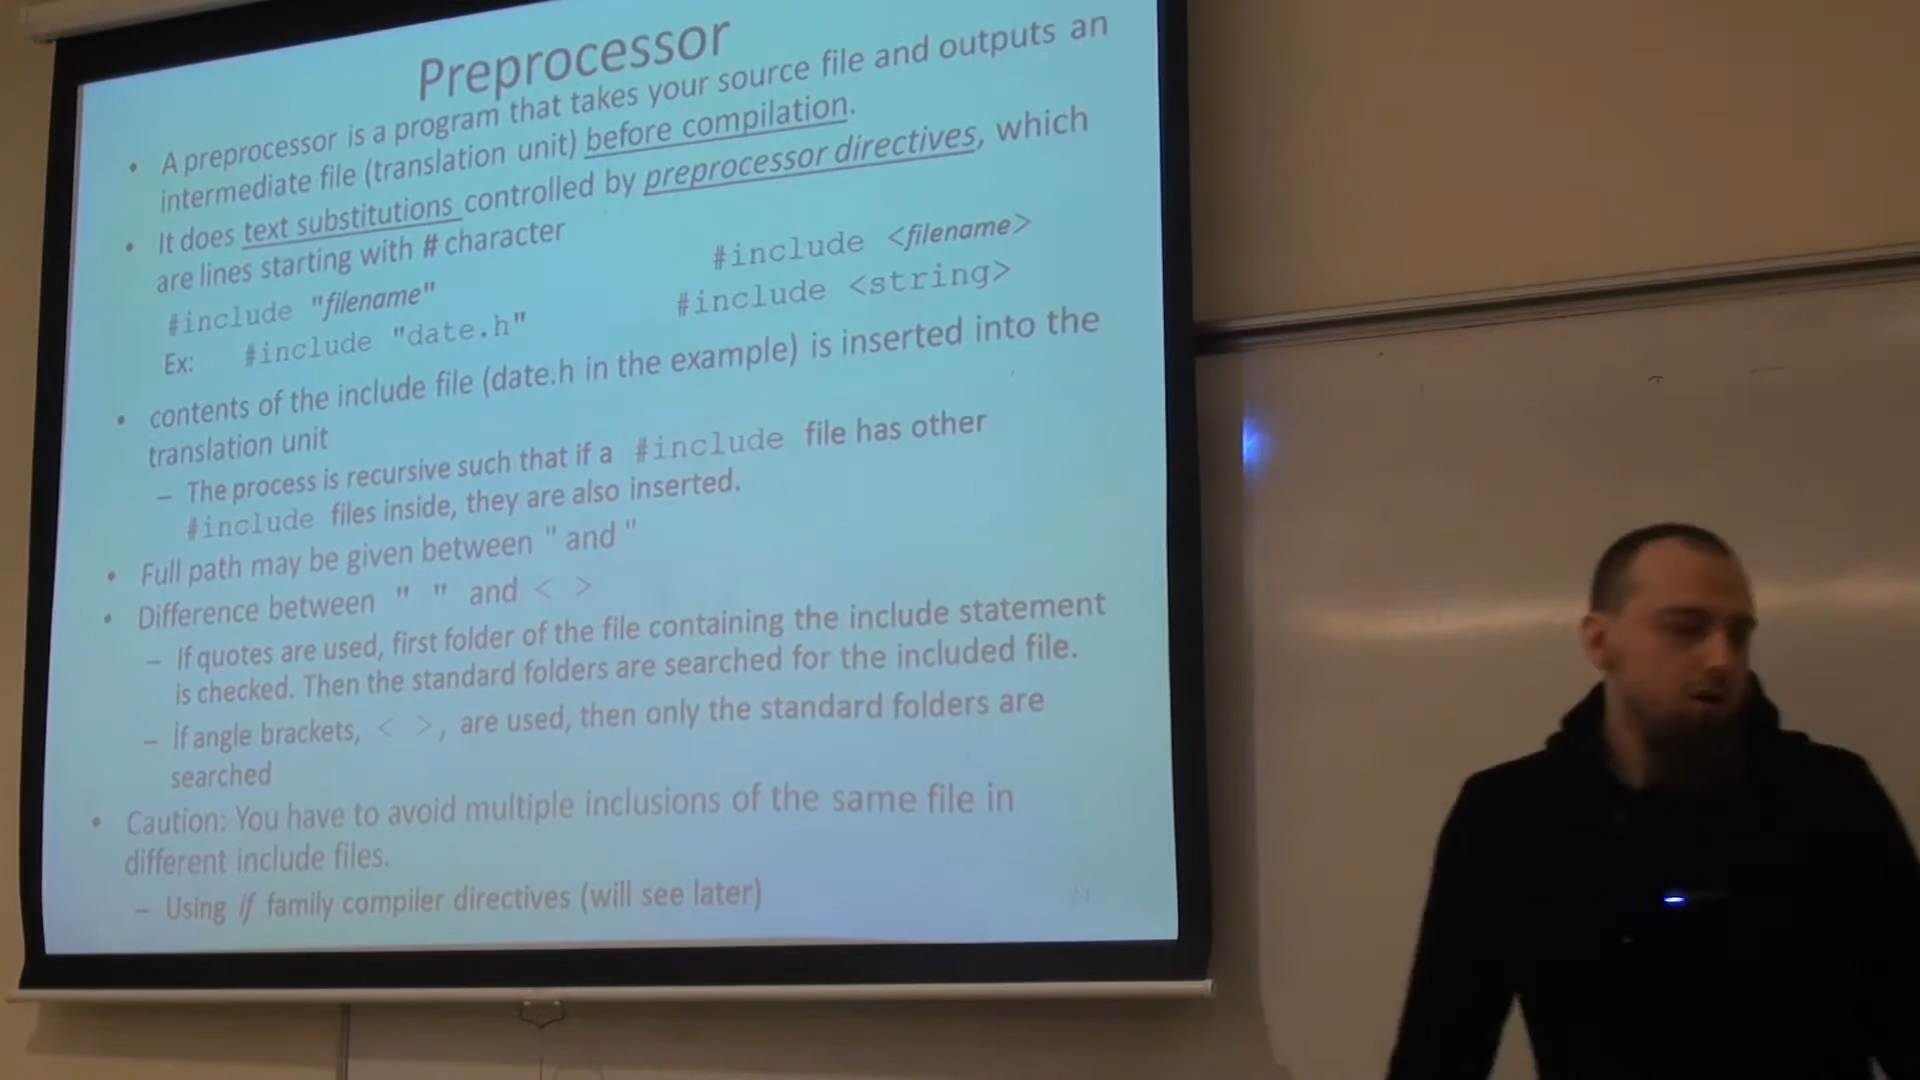 Preprocessor
• A preprocessor is a program that takes your source file and outputs an
intermediate file (translation unit) before compilation.
• It does text substitutions controlled by preprocessor directives, which
are lines starting with # character
#include "filename" #include <filename>
Ex: #include "date.h" #include <string>
• contents of the include file (date.h in the example) is inserted into the
translation unit
– The process is recursive such that if a #include file has other
#include files inside, they are also inserted.
• Full path may be given between " and "
• Difference between " " and < >
– If quotes are used, first folder of the file containing the include statement
is checked. Then the standard folders are searched for the included file.
– İf angle brackets, < >, are used, then only the standard folders are
searched
• Caution: You have to avoid multiple inclusions of the same file in
different include files.
– Using if family compiler directives (will see later)